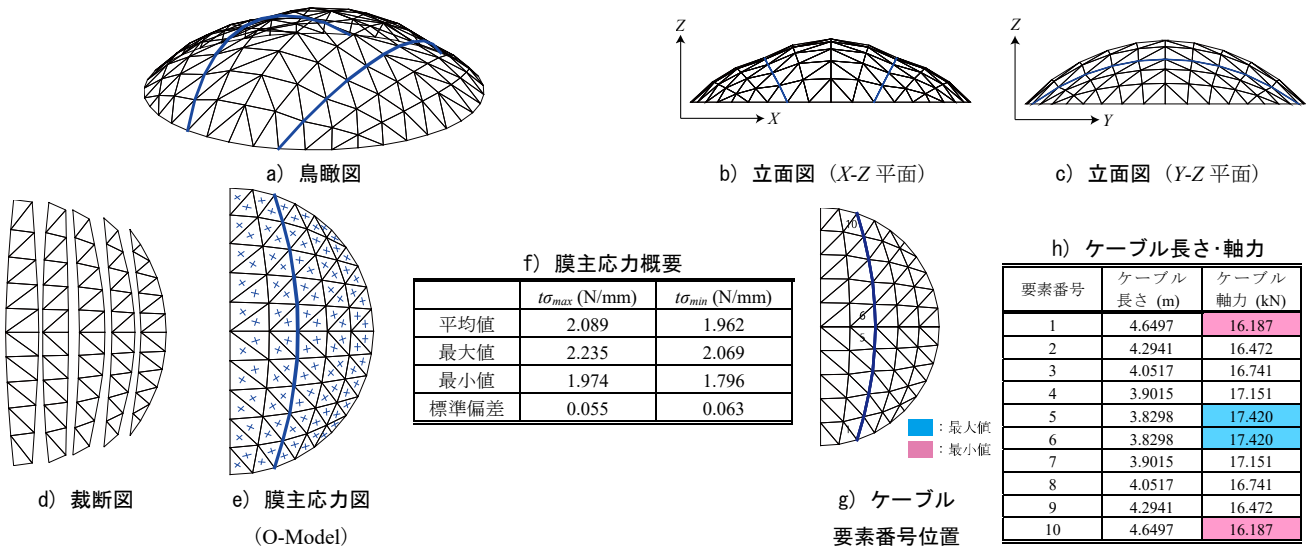 Z
X
Z
Y
a) 鳥瞰図
b) 立面図 (X-Z 平面)
c) 立面図 (Y-Z 平面)
d) 裁断図
e) 膜主応力図
(O-Model)
f) 膜主応力概要
tσmax (N/mm) tσmin (N/mm)
平均値 2.089 1.962
最大値 2.235 2.069
最小値 1.974 1.796
標準偏差 0.055 0.063
10
6
5
1
:最大値
:最小値
g) ケーブル
要素番号位置
h) ケーブル長さ・軸力
要素番号 ケーブル長さ (m) ケーブル軸力 (kN)
1 4.6497 16.187
2 4.2941 16.472
3 4.0517 16.741
4 3.9015 17.151
5 3.8298 17.420
6 3.8298 17.420
7 3.9015 17.151
8 4.0517 16.741
9 4.2941 16.472
10 4.6497 16.187